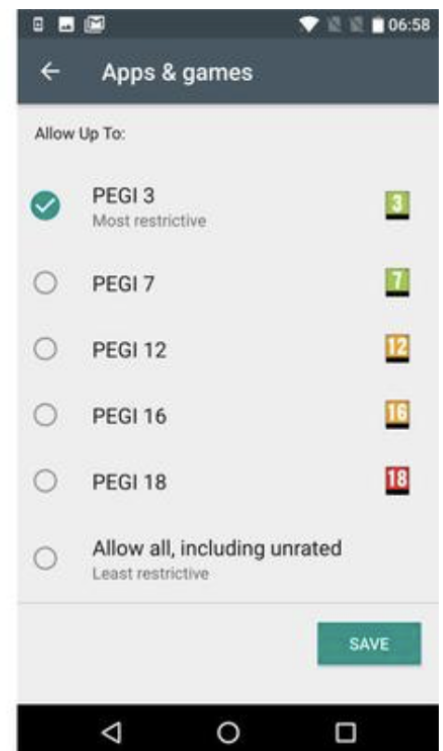 06:58
Apps & games
Allow Up To:
PEGI 3
Most restrictive
3
PEGI 7
7
PEGI 12
12
PEGI 16
16
PEGI 18
18
Allow all, including unrated
Least restrictive
SAVE